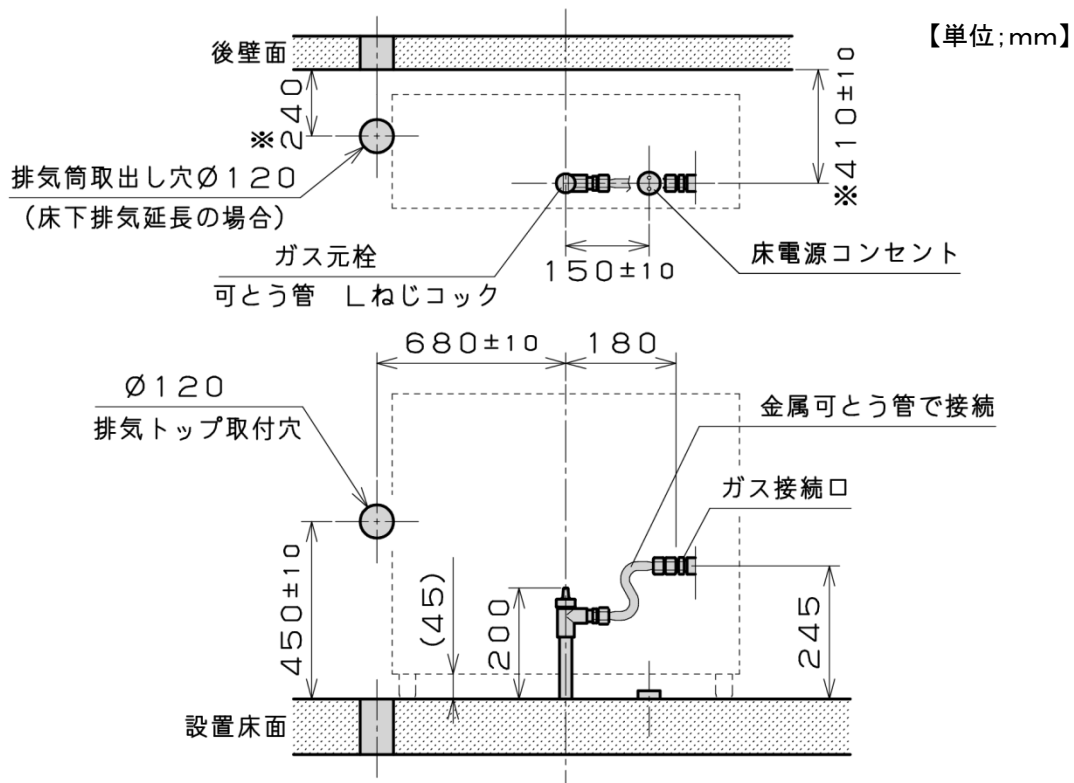 【単位;mm】
後壁面
※240
※410±10
排気筒取出し穴Ø120
(床下排気延長の場合)
ガス元栓
可とう管 Lねじコック
150±10
床電源コンセント
680±10
180
Ø120
排気トップ取付穴
金属可とう管で接続
ガス接続口
450±10
(45)
200
245
設置床面